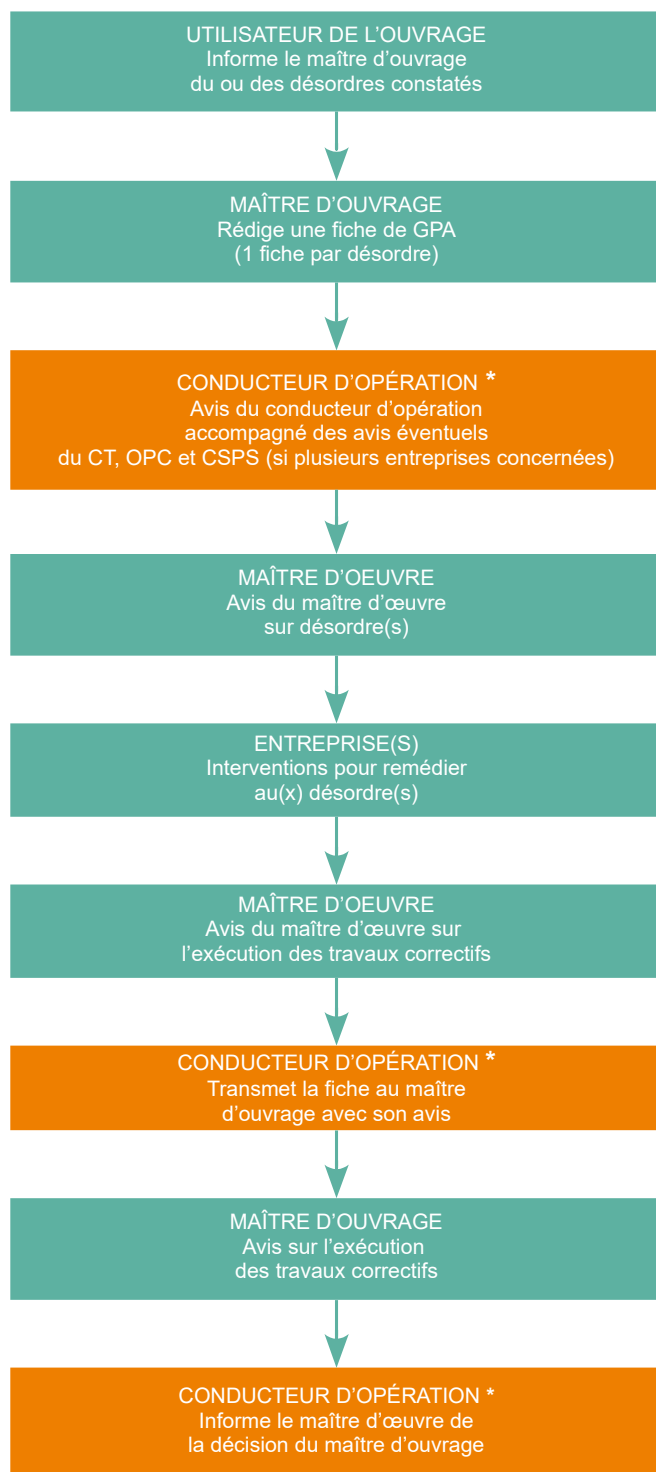 UTILISATEUR DE L’OUVRAGE
Informe le maître d’ouvrage
du ou des désordres constatés
MAÎTRE D’OUVRAGE
Rédige une fiche de GPA
(1 fiche par désordre)
CONDUCTEUR D’OPÉRATION *
Avis du conducteur d’opération
accompagné des avis éventuels
du CT, OPC et CSPS (si plusieurs entreprises concernées)
MAÎTRE D’OEUVRE
Avis du maître d’œuvre
sur désordre(s)
ENTREPRISE(S)
Interventions pour remédier
au(x) désordre(s)
MAÎTRE D’OEUVRE
Avis du maître d’œuvre sur
l’exécution des travaux correctifs
CONDUCTEUR D’OPÉRATION *
Transmet la fiche au maître
d’ouvrage avec son avis
MAÎTRE D’OUVRAGE
Avis sur l’exécution
des travaux correctifs
CONDUCTEUR D’OPÉRATION *
Informe le maître d’œuvre de
la décision du maître d’ouvrage